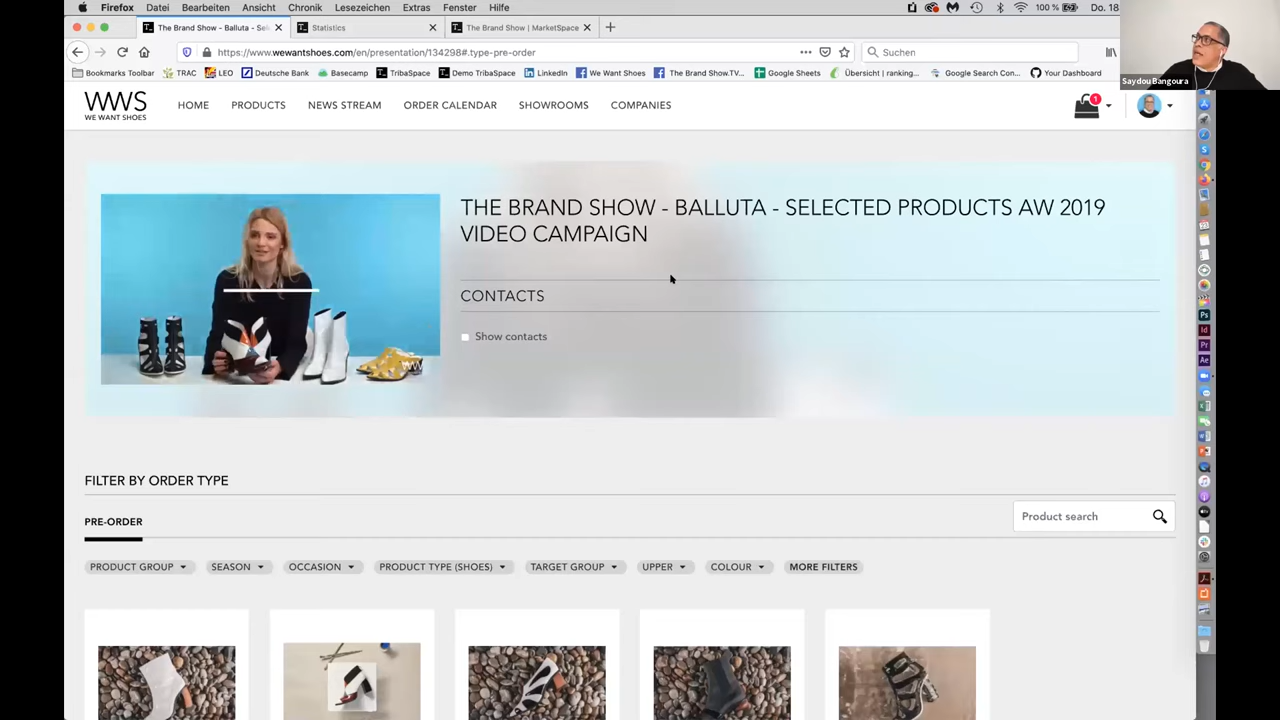 Firefox Datei Bearbeiten Ansicht Chronik Lesezeichen Extras Fenster Hilfe
100 % Do. 18
The Brand Show - Balluta - Sel
Statistics
The Brand Show | MarketSpace
https://www.wewantshoes.com/en/presentation/134298#.type-pre-order
Suchen
Bookmarks Toolbar TRAC LEO Deutsche Bank Basecamp TribaSpace Demo TribaSpace LinkedIn We Want Shoes The Brand Show.TV... Google Sheets Übersicht | ranking... Google Search Con... Your Dashboard
Saydou Bangoura
WWS
WE WANT SHOES
HOME PRODUCTS NEWS STREAM ORDER CALENDAR SHOWROOMS COMPANIES
1
THE BRAND SHOW - BALLUTA - SELECTED PRODUCTS AW 2019
VIDEO CAMPAIGN
CONTACTS
Show contacts
FILTER BY ORDER TYPE
PRE-ORDER
Product search
PRODUCT GROUP SEASON OCCASION PRODUCT TYPE (SHOES) TARGET GROUP UPPER COLOUR MORE FILTERS